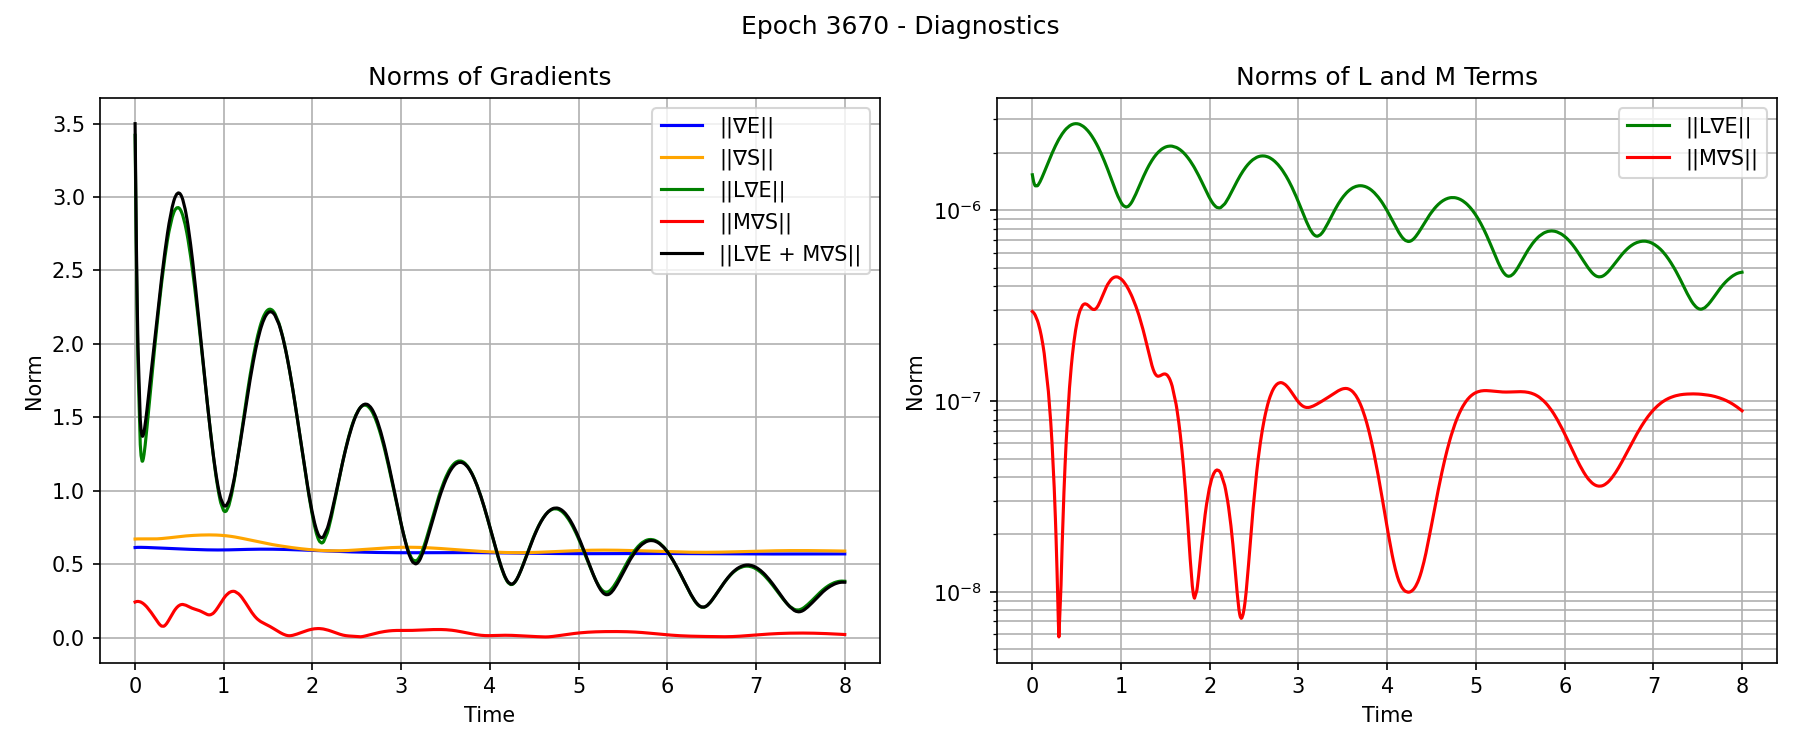 Epoch 3670 - Diagnostics
Norms of Gradients
Norm
3.5
3.0
2.5
2.0
1.5
1.0
0.5
0.0
0 1 2 3 4 5 6 7 8
Time
||∇E||
||∇S||
||L∇E||
||M∇S||
||L∇E + M∇S||
Norms of L and M Terms
Norm
10⁻⁶
10⁻⁷
10⁻⁸
0 1 2 3 4 5 6 7 8
Time
||L∇E||
||M∇S||